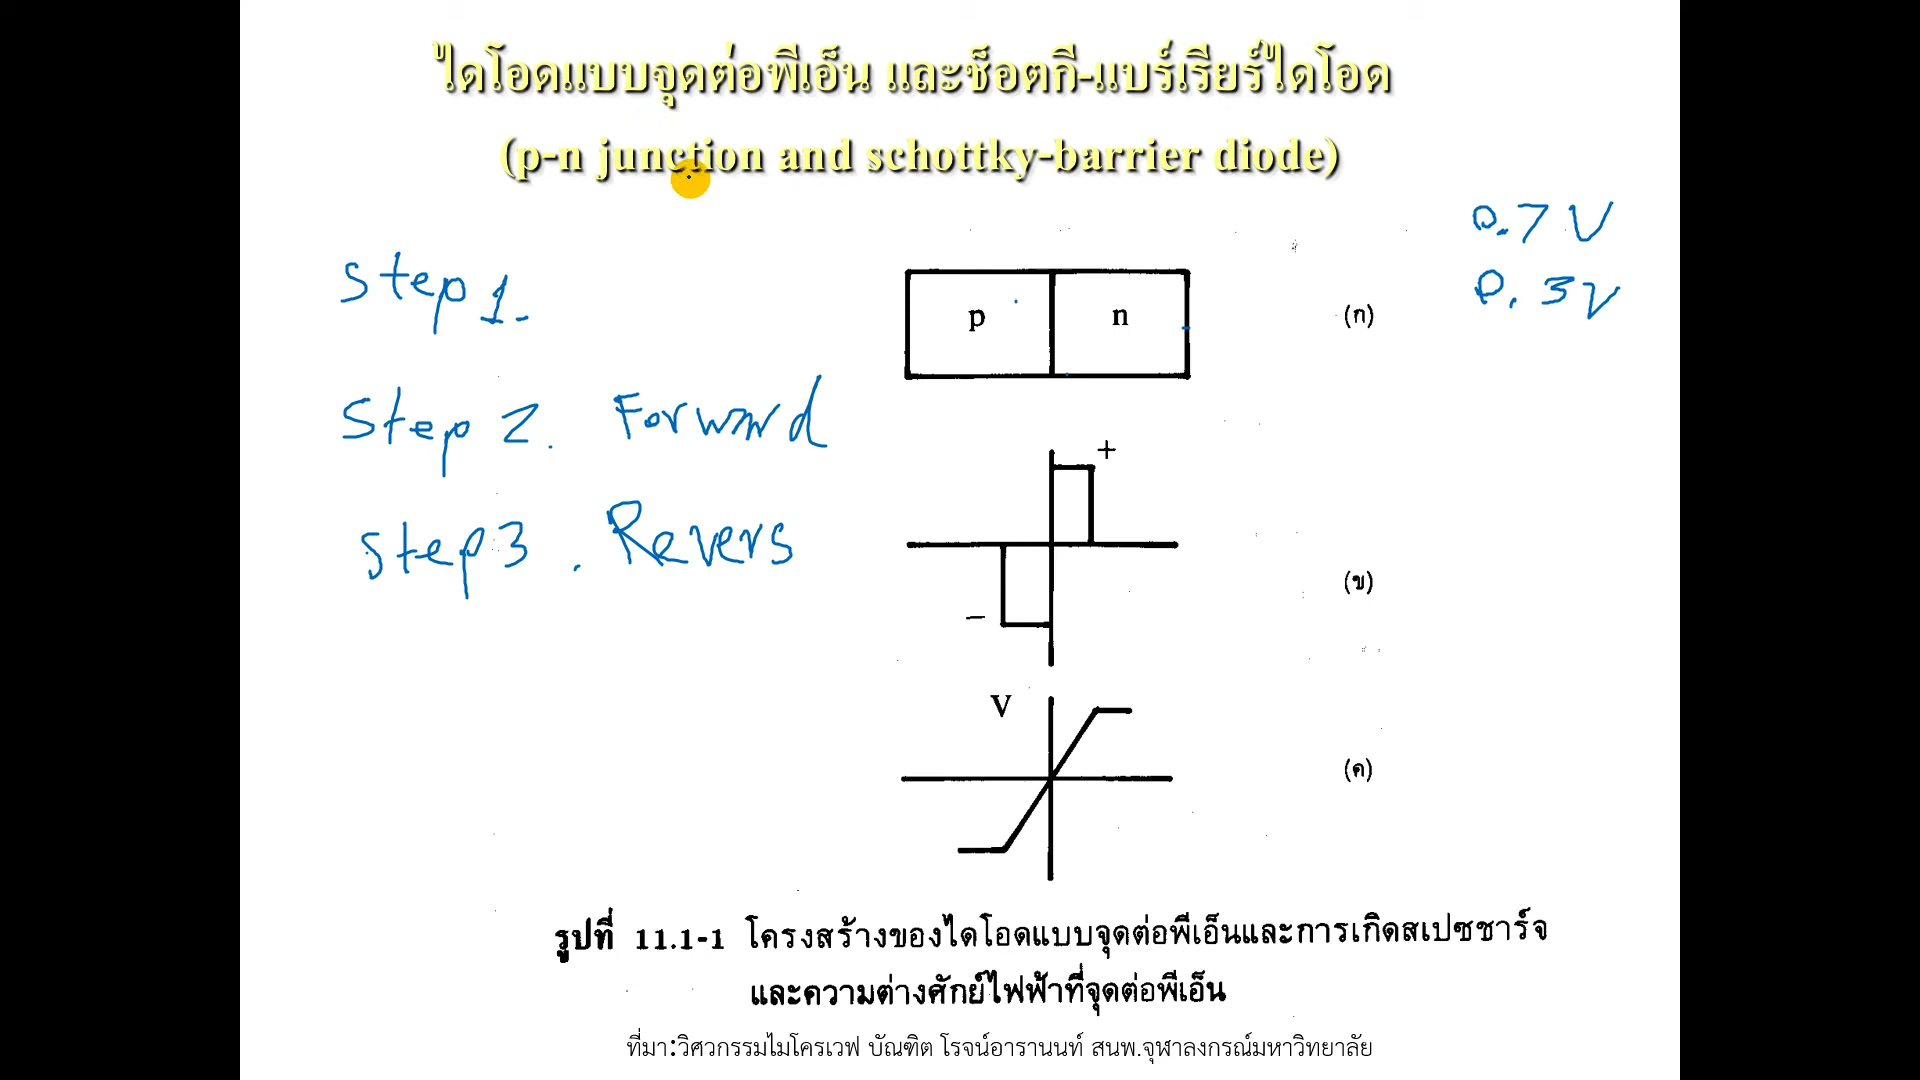 ไดโอดแบบจุดต่อพีเอ็น และช็อตกี-แบร์เรียร์ไดโอด
(p-n junction and schottky-barrier diode)
0.7 V
0.3V
step 1.
p n
(ก)
Step 2. Forward
+
step 3. Revers
−
(ข)
V
(ค)
รูปที่ 11.1-1 โครงสร้างของไดโอดแบบจุดต่อพีเอ็นและการเกิดสเปซชาร์จ
และความต่างศักย์ไฟฟ้าที่จุดต่อพีเอ็น
ที่มา:วิศวกรรมไมโครเวฟ บัณฑิต โรจน์อารานนท์ สนพ.จุฬาลงกรณ์มหาวิทยาลัย